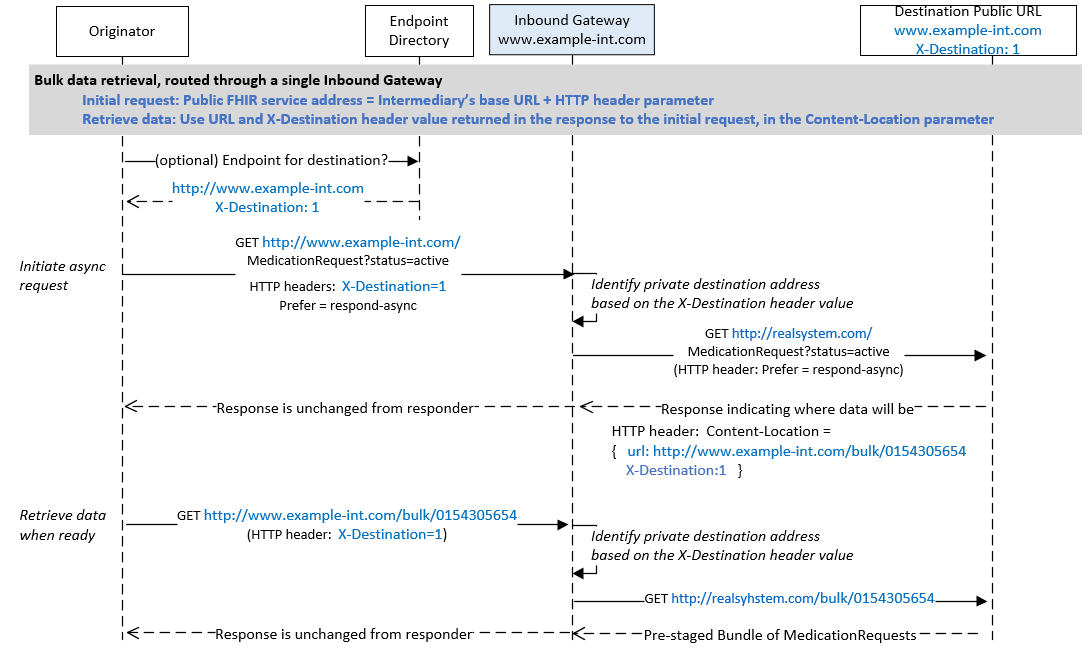 Originator
Endpoint
Directory
Inbound Gateway
www.example-int.com
Destination Public URL
www.example-int.com
X-Destination: 1
Bulk data retrieval, routed through a single Inbound Gateway
Initial request: Public FHIR service address = Intermediary's base URL + HTTP header parameter
Retrieve data: Use URL and X-Destination header value returned in the response to the initial request, in the Content-Location parameter
(optional) Endpoint for destination?
http://www.example-int.com
X-Destination: 1
Initiate async
request
GET http://www.example-int.com/
MedicationRequest?status=active
HTTP headers: X-Destination=1
Prefer = respond-async
Identify private destination address
based on the X-Destination header value
GET http://realsystem.com/
MedicationRequest?status=active
(HTTP header: Prefer = respond-async)
Response is unchanged from responder
Response indicating where data will be
HTTP header: Content-Location =
{ url: http://www.example-int.com/bulk/0154305654
X-Destination:1 }
Retrieve data
when ready
GET http://www.example-int.com/bulk/0154305654
(HTTP header: X-Destination=1)
Identify private destination address
based on the X-Destination header value
GET http://realsyhstem.com/bulk/0154305654
Response is unchanged from responder
Pre-staged Bundle of MedicationRequests